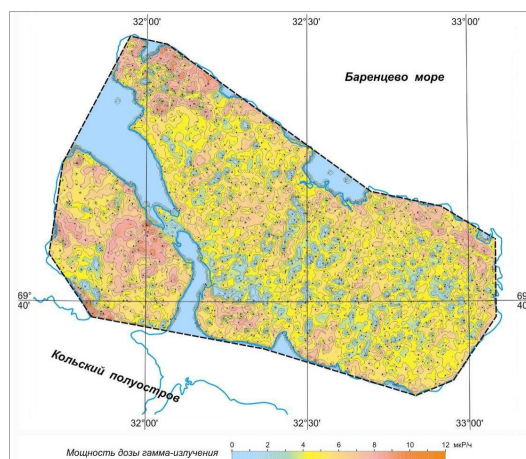 32°00' 32°30' 33°00'
Баренцево море
69°
40'
69°
40'
Кольский полуостров
32°00' 32°30' 33°00'
Мощность дозы гамма-излучения 0 2 4 6 8 10 12 мкР/ч